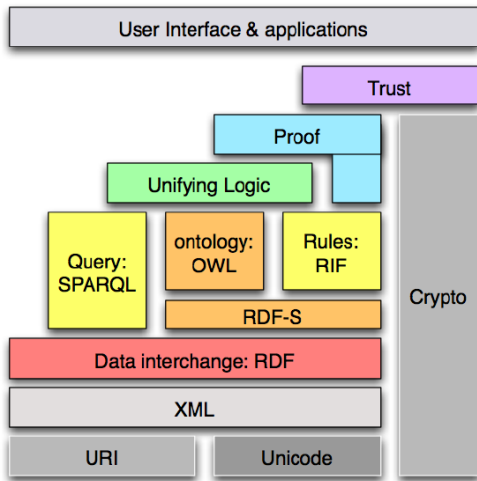 User Interface & applications
Trust
Proof
Unifying Logic
Query:
SPARQL
ontology:
OWL
Rules:
RIF
Crypto
RDF-S
Data interchange: RDF
XML
URI
Unicode